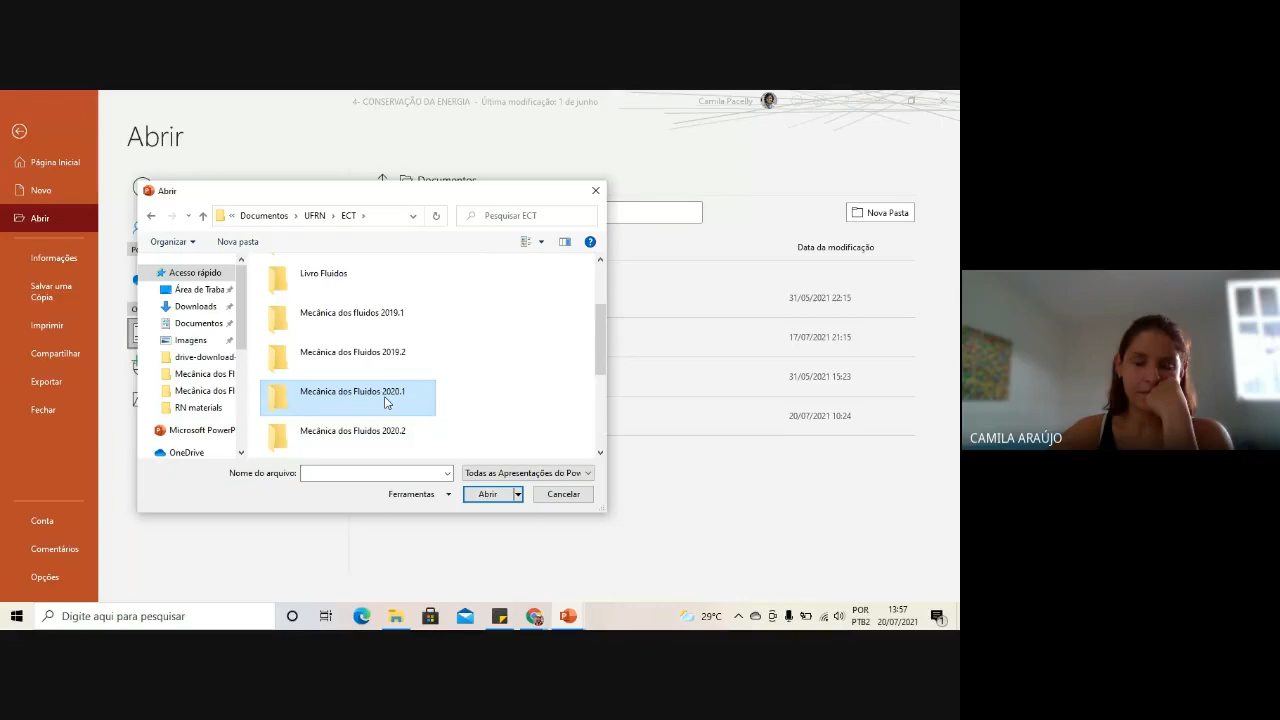 4- CONSERVAÇÃO DA ENERGIA - Última modificação: 1 de junho
Camila Pacelly
Abrir
Página Inicial
Novo
Abrir
Informações
Salvar uma
Cópia
Imprimir
Compartilhar
Exportar
Fechar
Conta
Comentários
Opções
Documentos
Nova Pasta
Data da modificação
31/05/2021 22:15
17/07/2021 21:15
31/05/2021 15:23
20/07/2021 10:24
Abrir
« Documentos > UFRN > ECT >
Pesquisar ECT
Organizar
Nova pasta
Acesso rápido
Área de Traba
Downloads
Documentos
Imagens
drive-download-
Mecânica dos Fl
Mecânica dos Fl
RN materials
Microsoft PowerP
OneDrive
Livro Fluidos
Mecânica dos fluidos 2019.1
Mecânica dos Fluidos 2019.2
Mecânica dos Fluidos 2020.1
Mecânica dos Fluidos 2020.2
Nome do arquivo:
Todas as Apresentações do Pow
Ferramentas
Abrir
Cancelar
CAMILA ARAÚJO
Digite aqui para pesquisar
29°C
POR
PTB2
13:57
20/07/2021
1